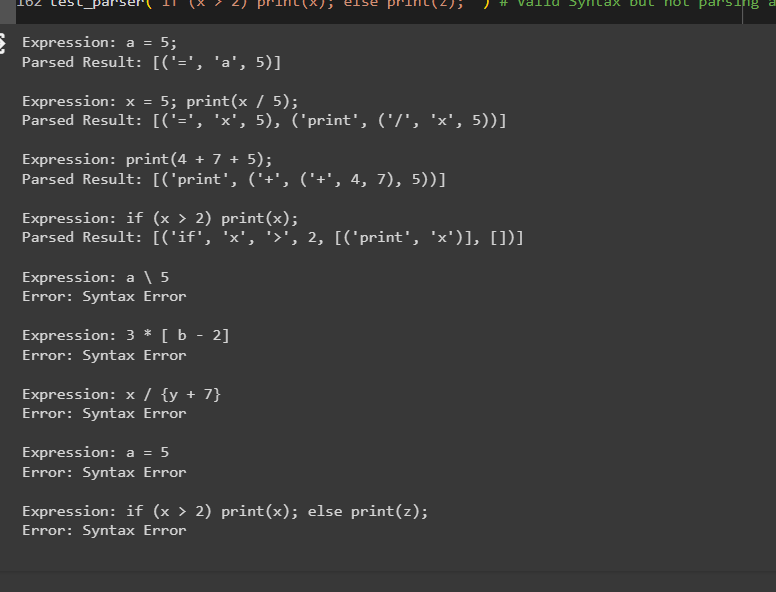 162 test_parser("if (x > 2) print(x); else print(z); ") # Valid Syntax but not parsing a
Expression: a = 5;
Parsed Result: [('=', 'a', 5)]
Expression: x = 5; print(x / 5);
Parsed Result: [('=', 'x', 5), ('print', ('/', 'x', 5))]
Expression: print(4 + 7 + 5);
Parsed Result: [('print', ('+', ('+', 4, 7), 5))]
Expression: if (x > 2) print(x);
Parsed Result: [('if', 'x', '>', 2, [('print', 'x')], [])]
Expression: a \ 5
Error: Syntax Error
Expression: 3 * [ b - 2]
Error: Syntax Error
Expression: x / {y + 7}
Error: Syntax Error
Expression: a = 5
Error: Syntax Error
Expression: if (x > 2) print(x); else print(z);
Error: Syntax Error